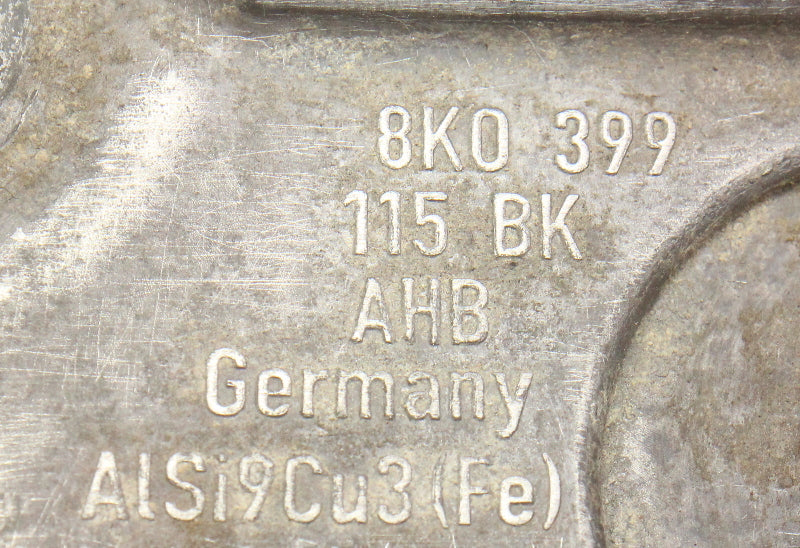 8K0 399
115 BK
AHB
Germany
AlSi9Cu3(Fe)